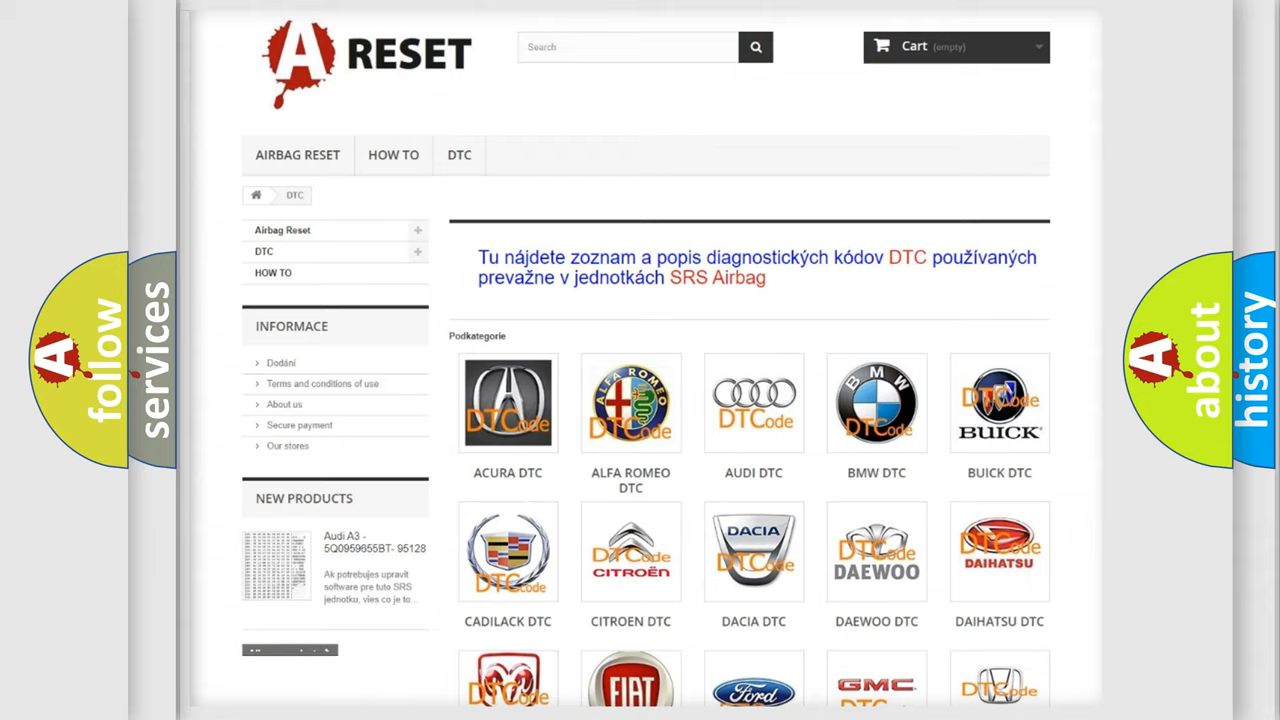 A RESET
Search
Cart (empty)
AIRBAG RESET
HOW TO
DTC
DTC
Airbag Reset
DTC
HOW TO
Tu nájdete zoznam a popis diagnostických kódov DTC používaných
prevažne v jednotkách SRS Airbag
INFORMACE
Dodání
Terms and conditions of use
About us
Secure payment
Our stores
NEW PRODUCTS
Audi A3 -
5Q0959655BT- 95128
Ak potrebujes upravit
software pre tuto SRS
jednotku, vies co je to...
Podkategorie
DTCode
ALFA ROMEO
DTCode
DTCode
BMW
DTCode
DTCode
BUICK
ACURA DTC
ALFA ROMEO
DTC
AUDI DTC
BMW DTC
BUICK DTC
DTCode
DTCode
CITROËN
DACIA
DTCode
DTCode
DAEWOO
DTCode
DAIHATSU
CADILACK DTC
CITROEN DTC
DACIA DTC
DAEWOO DTC
DAIHATSU DTC
DTCode
FIAT
Ford
GMC
DTCode
A follow
services
A about
history